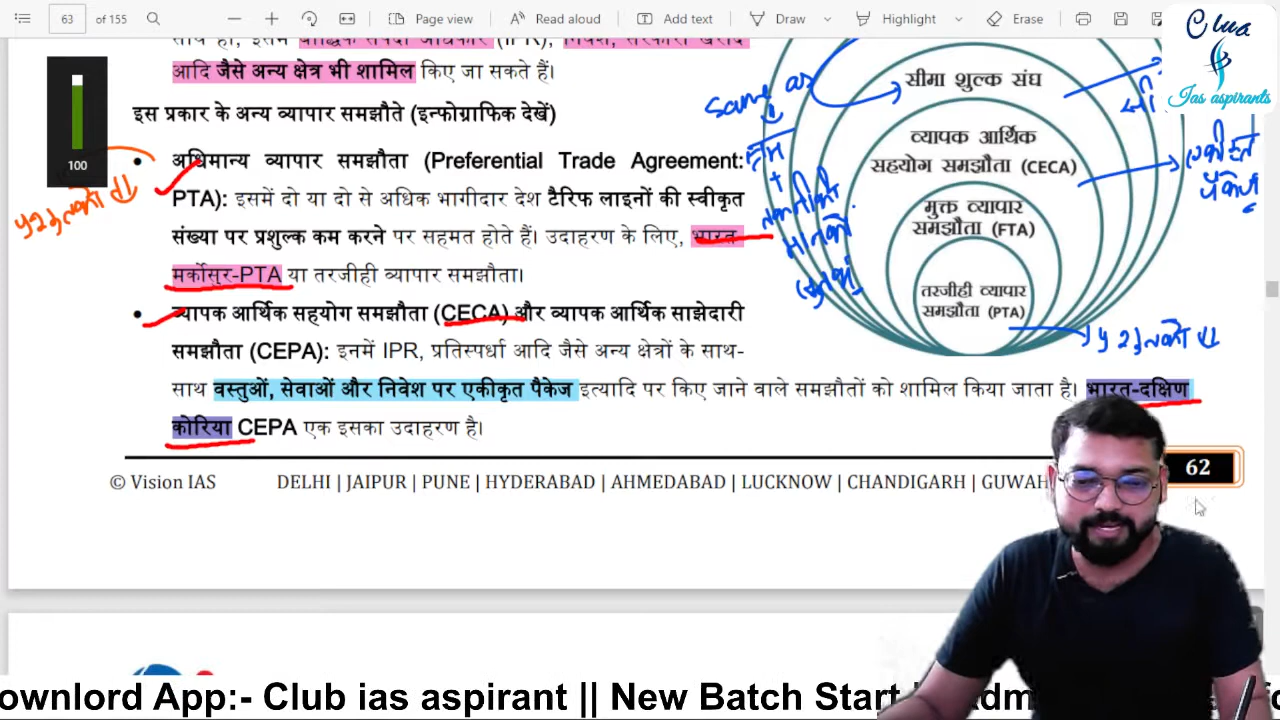 63 of 155
Page view
Read aloud
Add text
Draw
Highlight
Erase
Club
Ias aspirants
आदि जैसे अन्य क्षेत्र भी शामिल किए जा सकते हैं।
इस प्रकार के अन्य व्यापार समझौते (इन्फोग्राफिक देखें)
100
• अधिमान्य व्यापार समझौता (Preferential Trade Agreement:
PTA): इसमें दो या दो से अधिक भागीदार देश टैरिफ लाइनों की स्वीकृत
संख्या पर प्रशुल्क कम करने पर सहमत होते हैं। उदाहरण के लिए, भारत-
मर्कोसुर-PTA या तरजीही व्यापार समझौता।
• व्यापक आर्थिक सहयोग समझौता (CECA) और व्यापक आर्थिक साझेदारी
समझौता (CEPA): इनमें IPR, प्रतिस्पर्धा आदि जैसे अन्य क्षेत्रों के साथ-
साथ वस्तुओं, सेवाओं और निवेश पर एकीकृत पैकेज इत्यादि पर किए जाने वाले समझौतों को शामिल किया जाता है। भारत-दक्षिण
कोरिया CEPA एक इसका उदाहरण है।
Same as
सीमा शुल्क संघ
व्यापक आर्थिक
सहयोग समझौता (CECA)
मुक्त व्यापार
समझौता (FTA)
तरजीही व्यापार
समझौता (PTA)
62
© Vision IAS
DELHI | JAIPUR | PUNE | HYDERABAD | AHMEDABAD | LUCKNOW | CHANDIGARH | GUWAH
ownlord App:- Club ias aspirant || New Batch Start